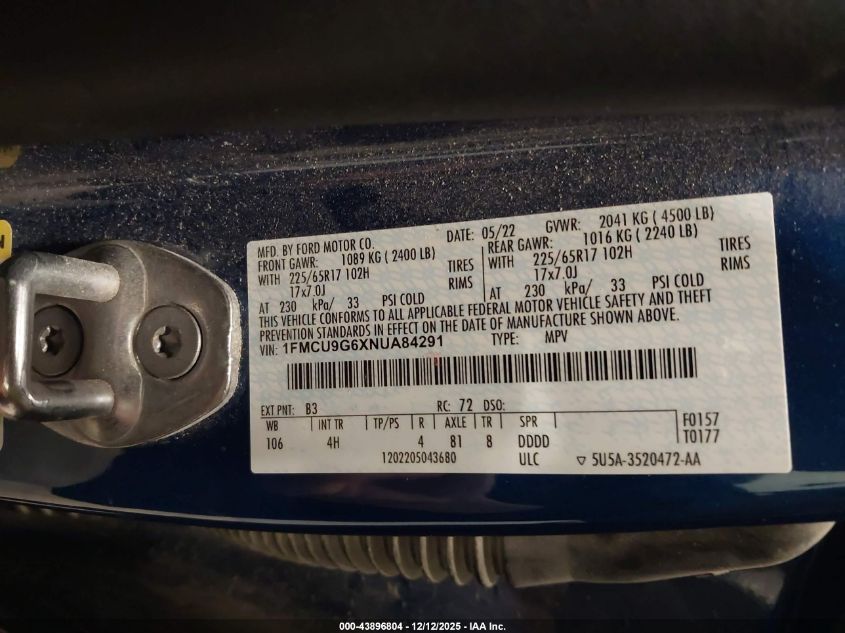 MFD. BY FORD MOTOR CO. DATE: 05/22 GVWR: 2041 KG ( 4500 LB)
FRONT GAWR: 1089 KG ( 2400 LB) REAR GAWR: 1016 KG ( 2240 LB)
WITH 225/65R17 102H TIRES WITH 225/65R17 102H TIRES
17x7.0J RIMS 17x7.0J RIMS
AT 230 kPa/ 33 PSI COLD AT 230 kPa/ 33 PSI COLD
THIS VEHICLE CONFORMS TO ALL APPLICABLE FEDERAL MOTOR VEHICLE SAFETY AND THEFT
PREVENTION STANDARDS IN EFFECT ON THE DATE OF MANUFACTURE SHOWN ABOVE.
VIN: 1FMCU9G6XNUA84291 TYPE: MPV
EXT PNT: B3 RC: 72 DSO:
WB INT TR TP/PS R AXLE TR SPR F0157
106 4H 4 81 8 DDDD T0177
1202205043680 ULC ▽ 5U5A-3520472-AA
000-43896804 - 12/12/2025 - IAA Inc.